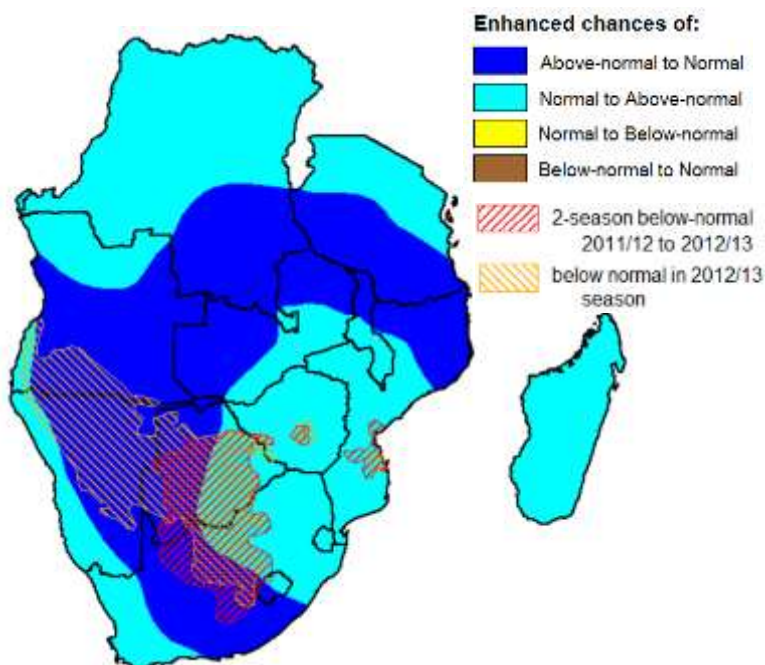 Enhanced chances of:
Above-normal to Normal
Normal to Above-normal
Normal to Below-normal
Below-normal to Normal
2-season below-normal
2011/12 to 2012/13
below normal in 2012/13
season